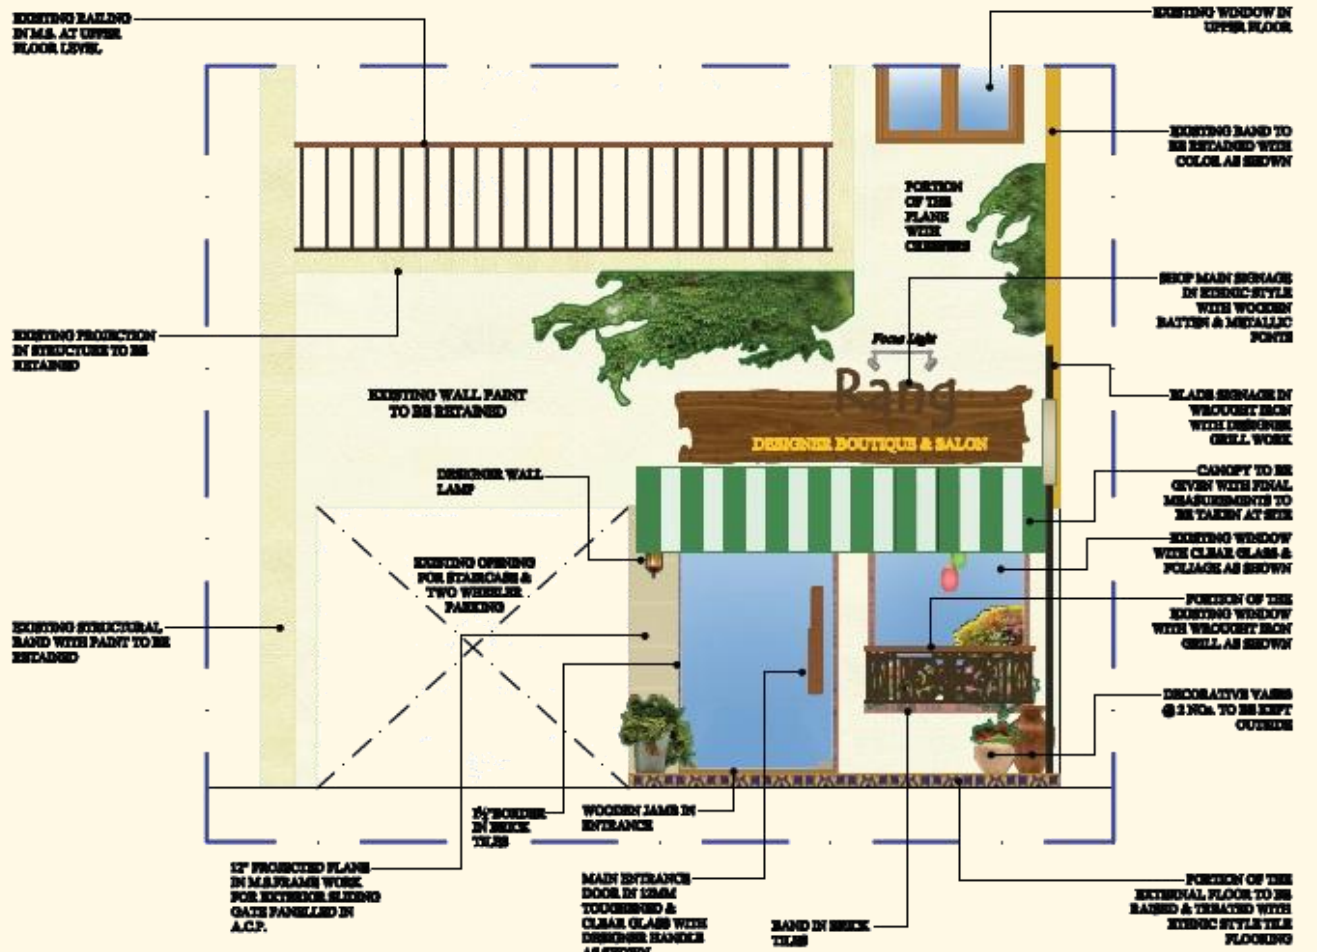 EXISTING RAILING
IN M.S. AT UPPER
FLOOR LEVEL
EXISTING WINDOW IN
UPPER FLOOR
EXISTING BAND TO
BE RETAINED WITH
COLOR AS SHOWN
PORTION
OF THE
PLANE
WITH
CREEPERS
SHOP MAIN SIGNAGE
IN ETHNIC STYLE
WITH WOODEN
BATTEN & METALLIC
FONTS
EXISTING PROJECTION
IN STRUCTURE TO BE
RETAINED
Focus Light
Rang
DESIGNER BOUTIQUE & SALON
EXISTING WALL PAINT
TO BE RETAINED
BLADE SIGNAGE IN
WROUGHT IRON
WITH DESIGNER
GRILL WORK
DESIGNER WALL
LAMP
CANOPY TO BE
GIVEN WITH FINAL
MEASUREMENTS TO
BE TAKEN AT SITE
EXISTING WINDOW
WITH CLEAR GLASS &
FOLIAGE AS SHOWN
EXISTING OPENING
FOR STAIRCASE &
TWO WHEELER
PARKING
PORTION OF THE
EXISTING WINDOW
WITH WROUGHT IRON
GRILL AS SHOWN
EXISTING STRUCTURAL
BAND WITH PAINT TO BE
RETAINED
DECORATIVE VASES
@ 2 NOs. TO BE KEPT
OUTSIDE
BORDER
IN BRICK
TILES
WOODEN JAMB IN
ENTRANCE
12" PROJECTED PLANE
IN M.S.FRAME WORK
FOR EXTERIOR SLIDING
GATE PANELLED IN
A.C.P.
MAIN ENTRANCE
DOOR IN 12MM
TOUGHENED &
CLEAR GLASS WITH
DESIGNER HANDLE
AS SHOWN
BAND IN BRICK
TILES
PORTION OF THE
EXTERNAL FLOOR TO BE
RAISED & TREATED WITH
ETHNIC STYLE TILE
FLOORING